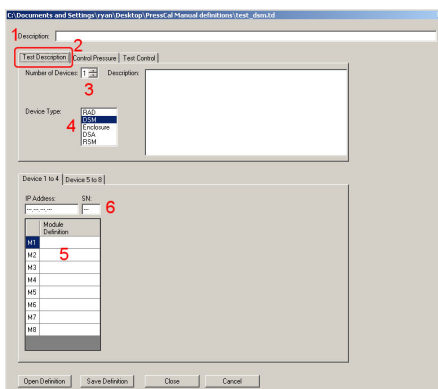 C:\Documents and Settings\ryan\Desktop\PressCal Manual definitions\test_dsm.td
1 Description:
2
Test Description Control Pressure Test Control
Number of Devices: 1 Description:
3
Device Type:
4
RAD
DSM
Enclosure
DSA
RSM
Device 1 to 4 Device 5 to 8
IP Address: SN:
---.---.---.--- --- 6
Module
Definition
M1
M2 5
M3
M4
M5
M6
M7
M8
Open Definition Save Definition Close Cancel